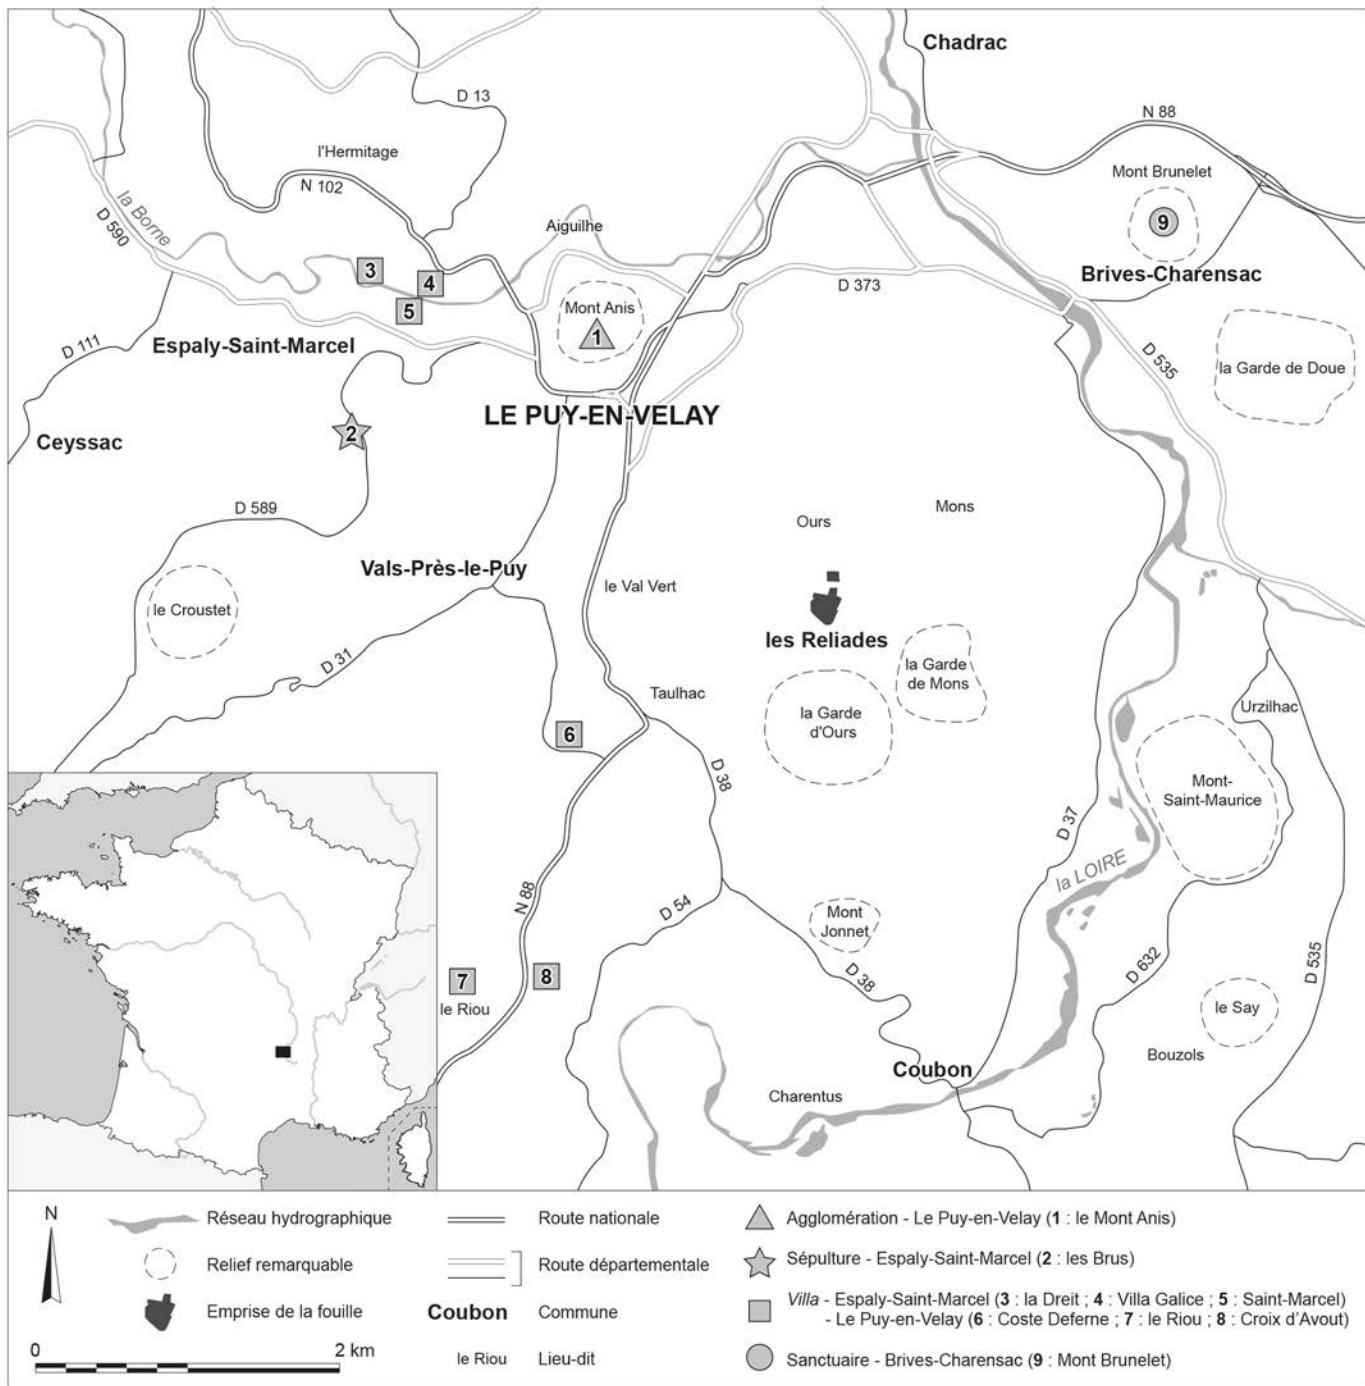 Chadrac
D 13
N 88
l'Hermitage
Mont Brunelet
N 102
la Borne
9
D 590
Aiguilhe
3
4
Brives-Charensac
D 373
5
Mont Anis
1
Espaly-Saint-Marcel
D 111
D 535
la Garde de Doue
LE PUY-EN-VELAY
2
Ceyssac
D 589
Mons
Ours
Vals-Près-le-Puy
le Val Vert
le Croustet
les Reliades
D 31
la Garde
de Mons
Taulhac
Urzilhac
la Garde
d'Ours
6
D 38
Mont-
Saint-Maurice
D 37
la LOIRE
N 88
D 54
Mont
Jonnet
D 632
D 535
7
8
D 38
le Riou
le Say
Bouzols
Coubon
Charentus
N
Réseau hydrographique
Relief remarquable
Emprise de la fouille
0 2 km
Route nationale
Route départementale
Coubon Commune
le Riou Lieu-dit
Agglomération - Le Puy-en-Velay (1 : le Mont Anis)
Sépulture - Espaly-Saint-Marcel (2 : les Brus)
Villa - Espaly-Saint-Marcel (3 : la Dreit ; 4 : Villa Galice ; 5 : Saint-Marcel)
- Le Puy-en-Velay (6 : Coste Deferne ; 7 : le Riou ; 8 : Croix d'Avout)
Sanctuaire - Brives-Charensac (9 : Mont Brunelet)